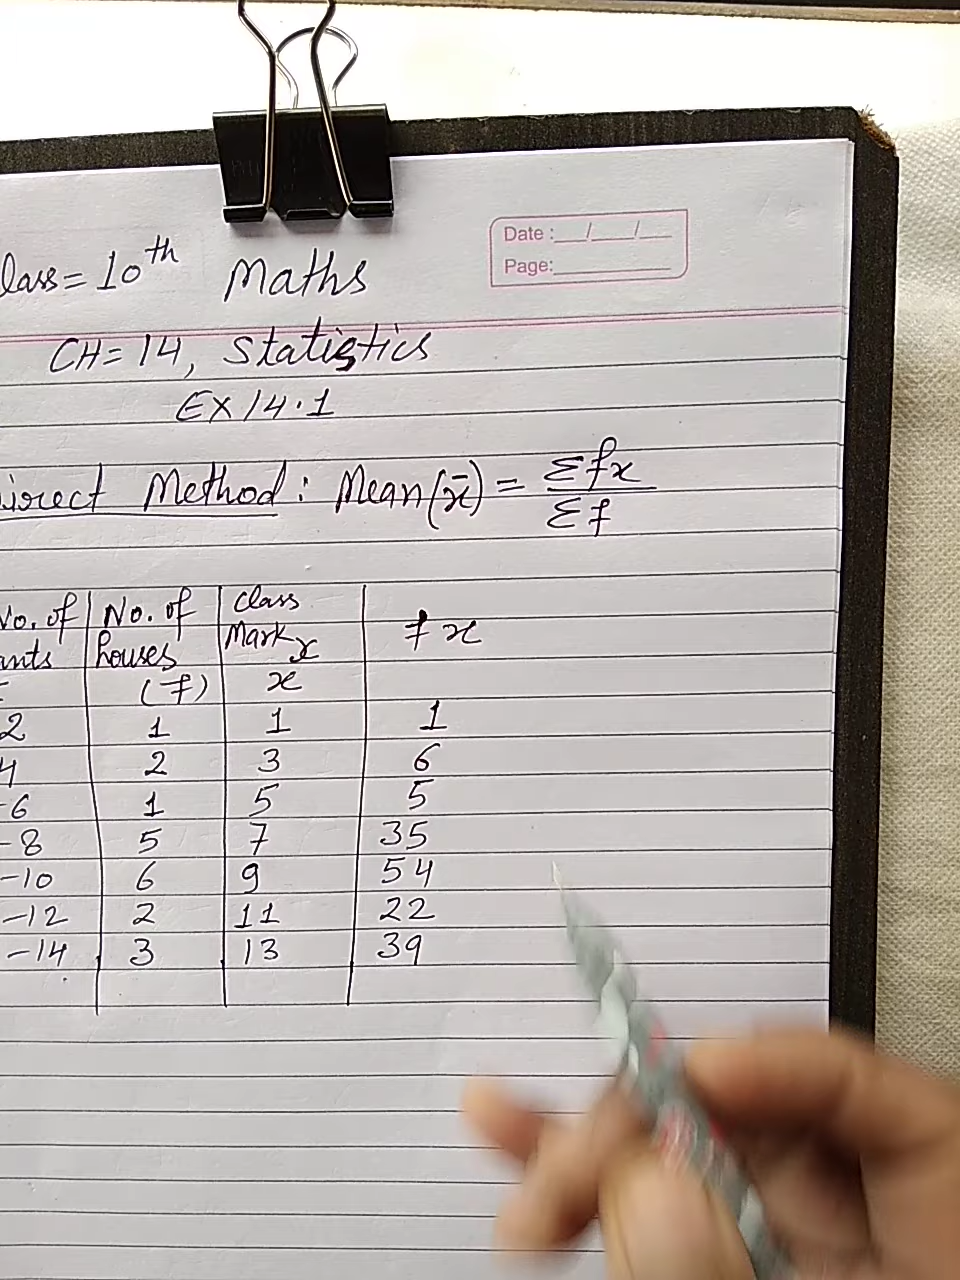 lass = 10th Maths
Date : __/__/__
Page: ____
CH = 14, Statistics
EX 14.1
Direct Method : Mean (x̄) = Σfx / Σf
No. of No. of class fx
ants houses Mark x
(f) x
2 1 1 1
4 2 3 6
-6 1 5 5
-8 5 7 35
-10 6 9 54
-12 2 11 22
-14 3 13 39